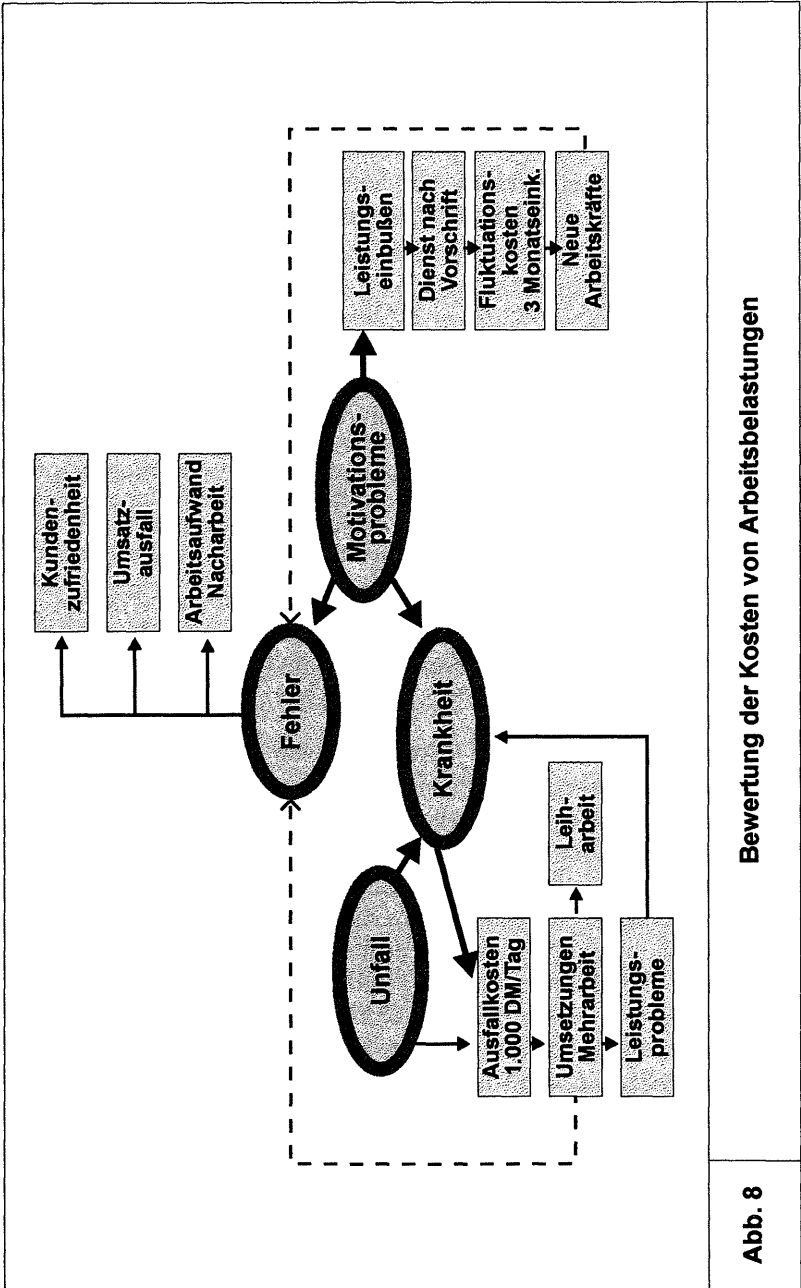 Kunden-
zufriedenheit
Umsatz-
ausfall
Arbeitsaufwand
Nacharbeit
Fehler
Unfall
Krankheit
Motivations-
probleme
Ausfallkosten
1.000 DM/Tag
Umsetzungen
Mehrarbeit
Leistungs-
probleme
Leih-
arbeit
Leistungs-
einbußen
Dienst nach
Vorschrift
Fluktuations-
kosten
3 Monatseink.
Neue
Arbeitskräfte
Abb. 8
Bewertung der Kosten von Arbeitsbelastungen